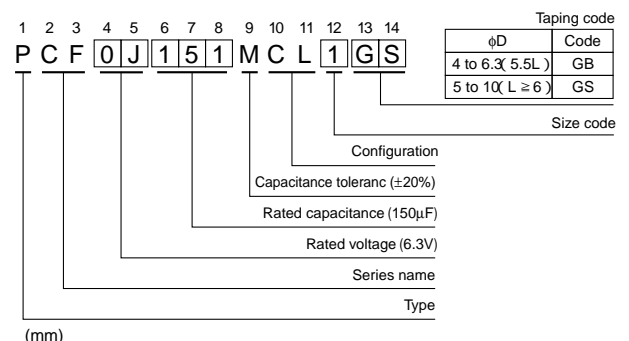 1 2 3 4 5 6 7 8 9 10 11 12 13 14
P C F 0 J 1 5 1 M C L 1 G S
Taping code
φD Code
4 to 6.3( 5.5L ) GB
5 to 10( L ≧ 6 ) GS
Size code
Configuration
Capacitance toleranc (±20%)
Rated capacitance (150μF)
Rated voltage (6.3V)
Series name
Type
(mm)